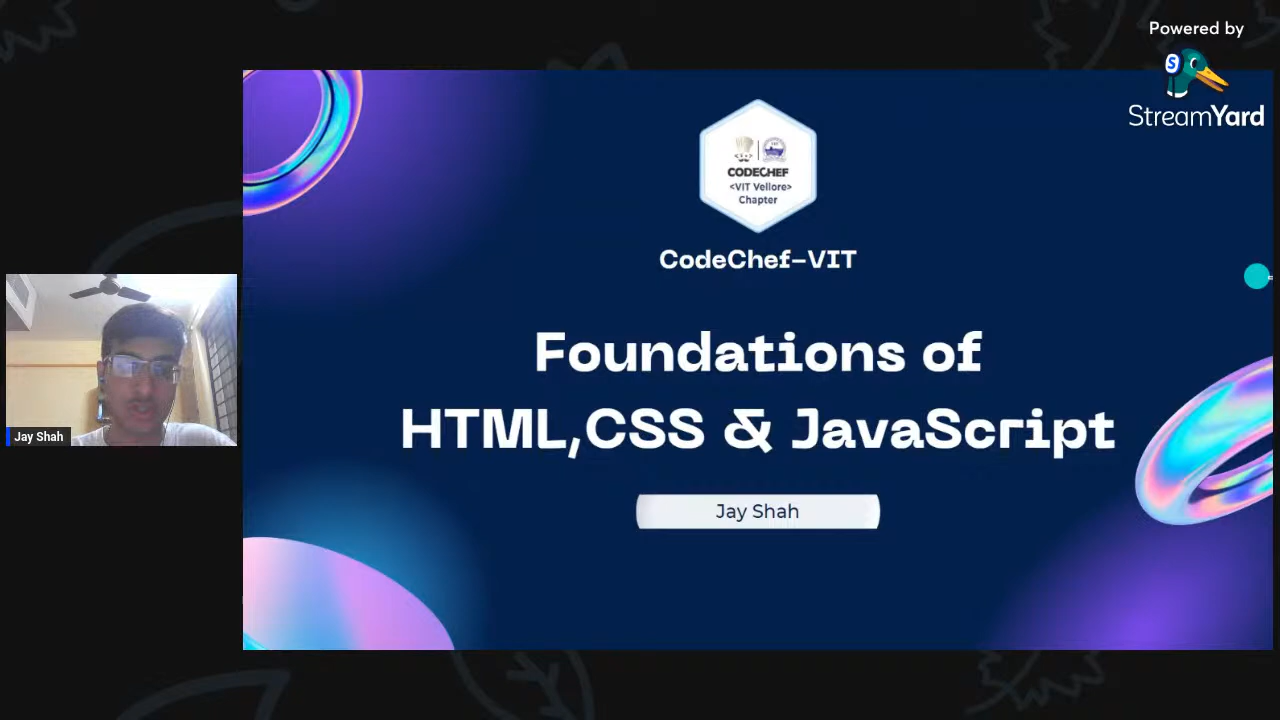 Powered by
S
StreamYard
CODECHEF
<VIT Vellore>
Chapter
CodeChef-VIT
Foundations of
HTML,CSS & JavaScript
Jay Shah
Jay Shah